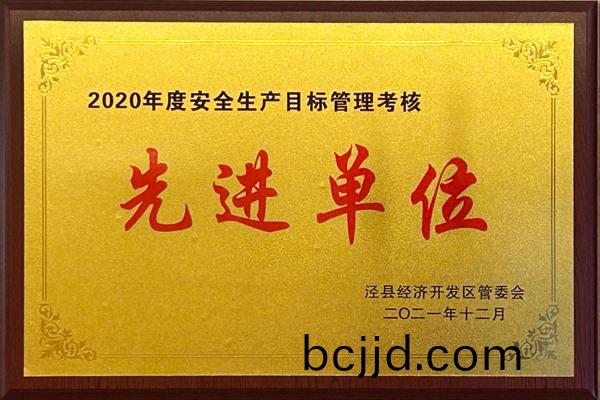 2020年度安全生产目标管理考核
先进单位
泾县经济开发区管委会
二〇二一年十二月
bcjjd.com